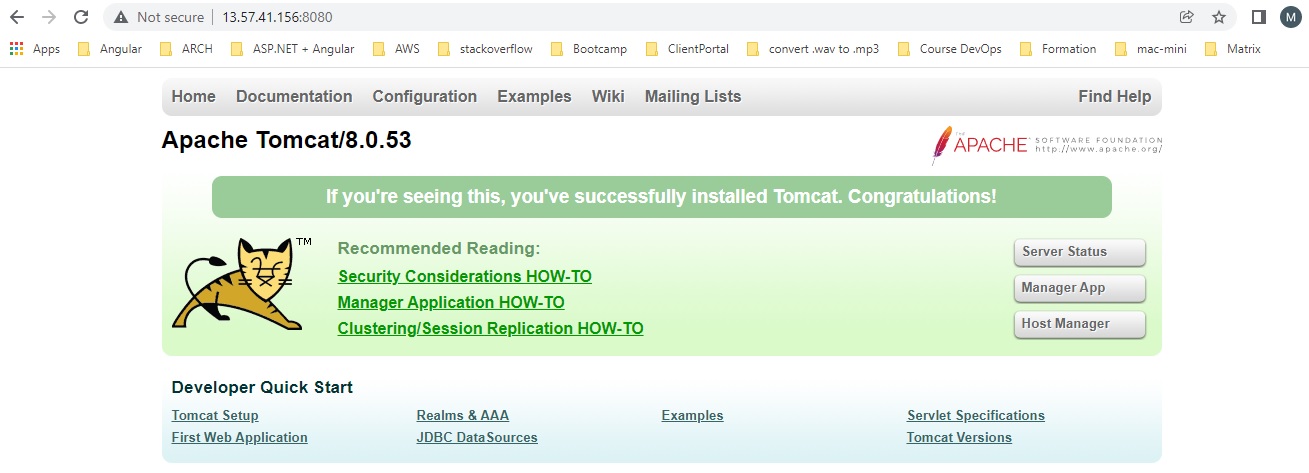 Not secure | 13.57.41.156:8080 M
Apps Angular ARCH ASP.NET + Angular AWS stackoverflow Bootcamp ClientPortal convert .wav to .mp3 Course DevOps Formation mac-mini Matrix
Home Documentation Configuration Examples Wiki Mailing Lists Find Help
Apache Tomcat/8.0.53
THE APACHE SOFTWARE FOUNDATION
http://www.apache.org/
If you're seeing this, you've successfully installed Tomcat. Congratulations!
TM
Recommended Reading:
Security Considerations HOW-TO
Manager Application HOW-TO
Clustering/Session Replication HOW-TO
Server Status
Manager App
Host Manager
Developer Quick Start
Tomcat Setup Realms & AAA Examples Servlet Specifications
First Web Application JDBC DataSources Tomcat Versions